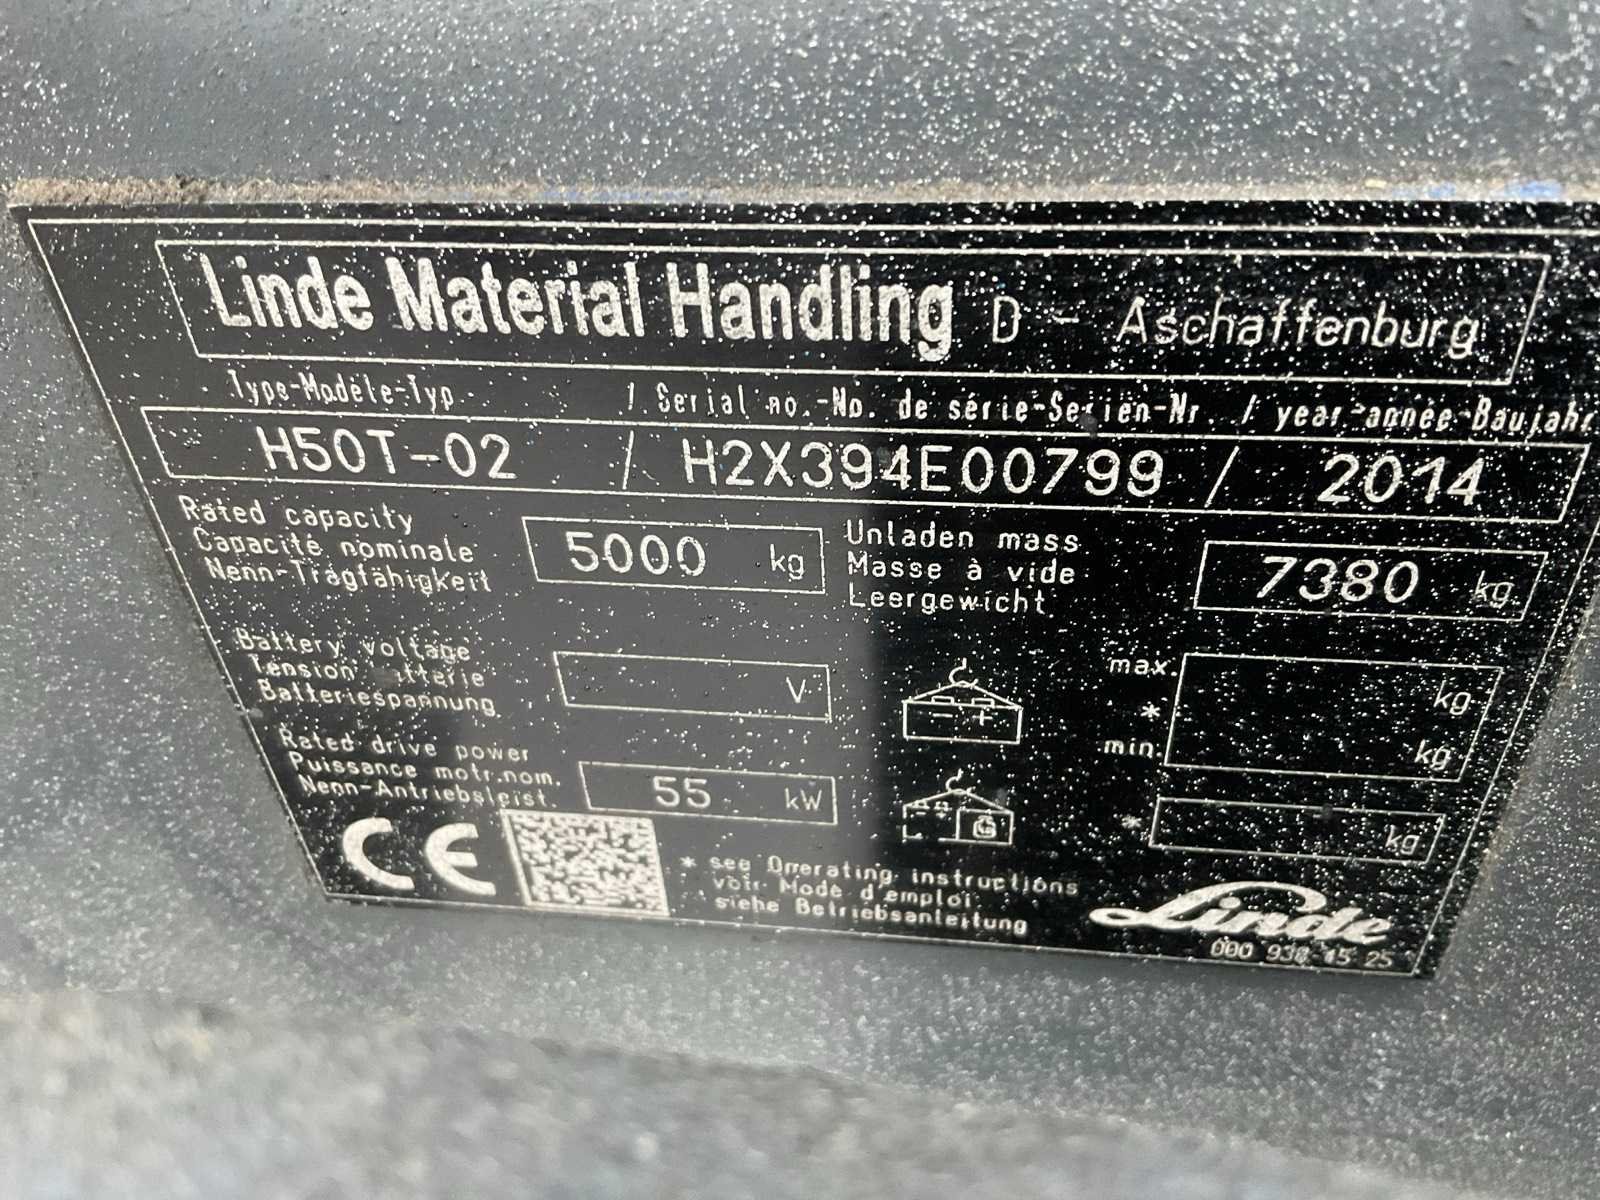 Linde Material Handling D - Aschaffenburg
Type-Modèle-Typ / Serial no.-No. de série-Serien-Nr. / year-année-Baujahr
H50T-02 / H2X394E00799 / 2014
Rated capacity
Capacité nominale
Nenn-Tragfähigkeit
5000 kg
Unladen mass
Masse à vide
Leergewicht
7380 kg
Battery voltage
Tension batterie
Batteriespannung
V
max.
kg
*
min.
kg
Rated drive power
Puissance motr.nom.
Nenn-Antriebsleist.
55 kW
- +
G
*
kg
CE
* see Operating instructions
voir Mode d'emploi
siehe Betriebsanleitung
Linde
000 938 45 25